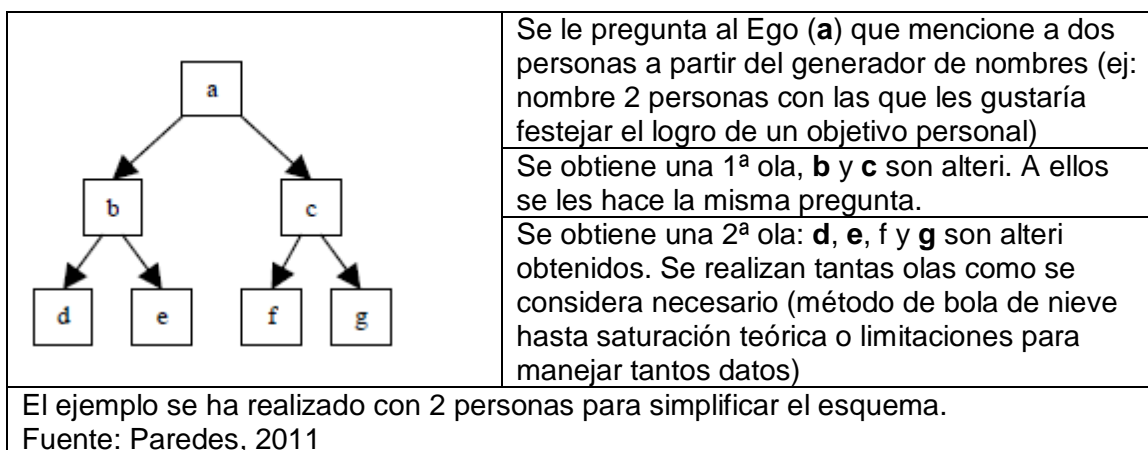 a
b
c
d
e
f
g
Se le pregunta al Ego (a) que mencione a dos
personas a partir del generador de nombres (ej:
nombre 2 personas con las que les gustaría
festejar el logro de un objetivo personal)
Se obtiene una 1ª ola, b y c son alteri. A ellos
se les hace la misma pregunta.
Se obtiene una 2ª ola: d, e, f y g son alteri
obtenidos. Se realizan tantas olas como se
considera necesario (método de bola de nieve
hasta saturación teórica o limitaciones para
manejar tantos datos)
El ejemplo se ha realizado con 2 personas para simplificar el esquema.
Fuente: Paredes, 2011